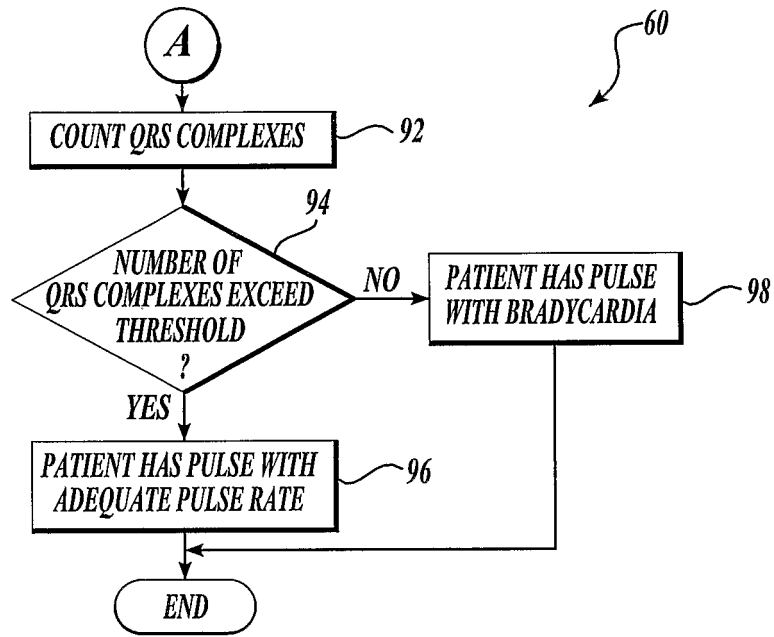 A
60
COUNT QRS COMPLEXES
92
94
NUMBER OF
QRS COMPLEXES EXCEED
THRESHOLD
?
NO
PATIENT HAS PULSE
WITH BRADYCARDIA
98
YES
PATIENT HAS PULSE WITH
ADEQUATE PULSE RATE
96
END